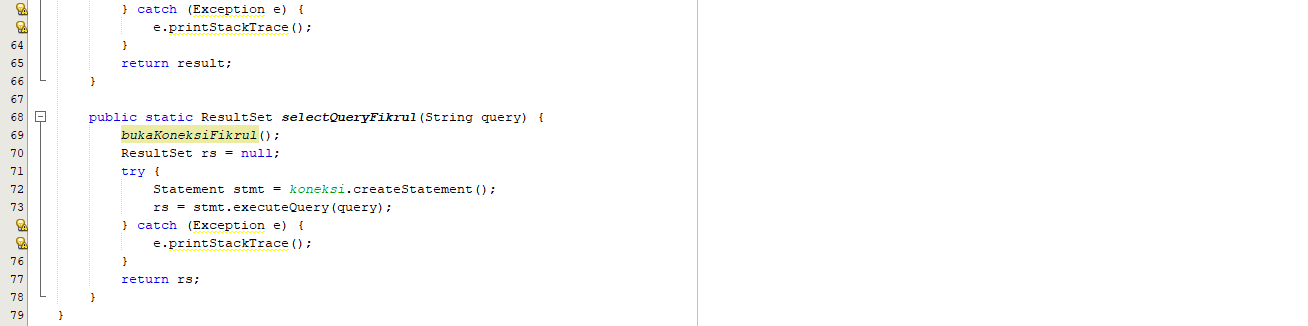 } catch (Exception e) {
            e.printStackTrace();
64        }
65        return result;
66    }
67
68    public static ResultSet selectQueryFikrul(String query) {
69        bukaKoneksiFikrul();
70        ResultSet rs = null;
71        try {
72            Statement stmt = koneksi.createStatement();
73            rs = stmt.executeQuery(query);
        } catch (Exception e) {
            e.printStackTrace();
76        }
77        return rs;
78    }
79 }